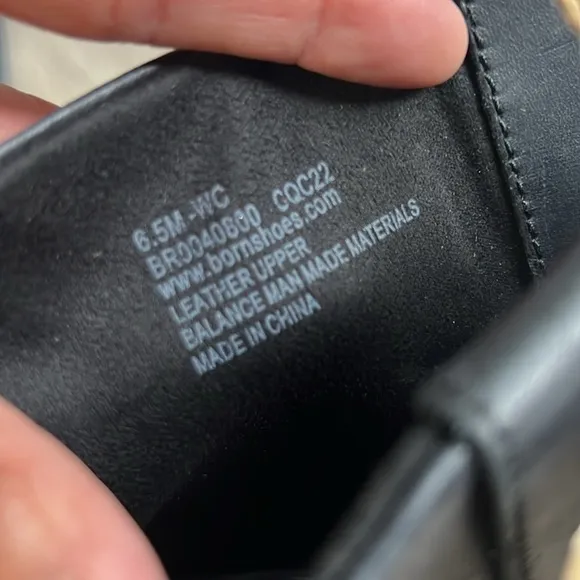 6.5M -WC
BR0040800 CQC22
www.bornshoes.com
LEATHER UPPER
BALANCE MAN MADE MATERIALS
MADE IN CHINA